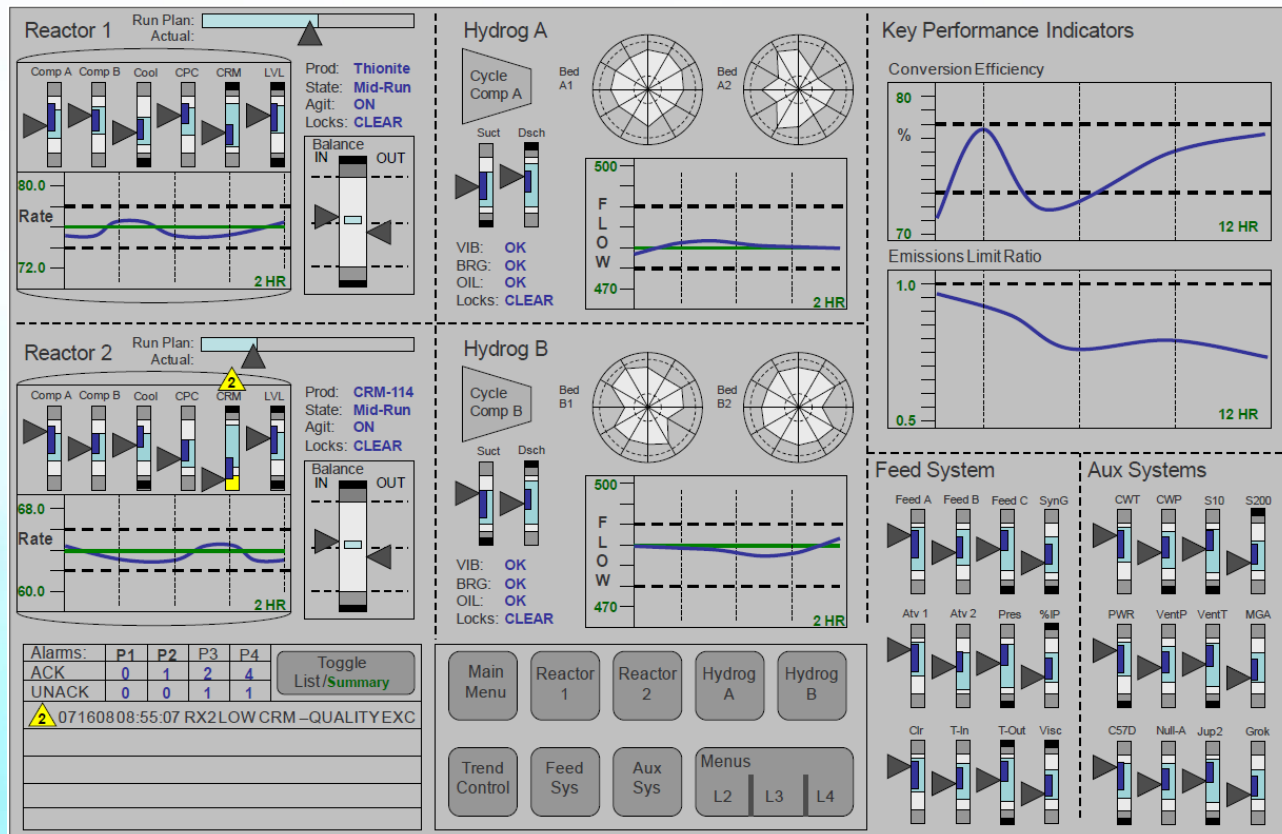 Reactor 1
Run Plan:
Actual:
Comp A Comp B Cool CPC CRM LVL
Prod: Thionite
State: Mid-Run
Agit: ON
Locks: CLEAR
Balance
IN OUT
80.0
Rate
72.0
2 HR
Hydrog A
Cycle
Comp A
Bed
A1
Bed
A2
Suct Dsch
VIB: OK
BRG: OK
OIL: OK
Locks: CLEAR
500
F
L
O
W
470
2 HR
Key Performance Indicators
Conversion Efficiency
80
%
70
12 HR
Emissions Limit Ratio
1.0
0.5
12 HR
Reactor 2
Run Plan:
Actual:
2
Comp A Comp B Cool CPC CRM LVL
Prod: CRM-114
State: Mid-Run
Agit: ON
Locks: CLEAR
Balance
IN OUT
68.0
Rate
60.0
2 HR
Hydrog B
Cycle
Comp B
Bed
B1
Bed
B2
Suct Dsch
VIB: OK
BRG: OK
OIL: OK
Locks: CLEAR
500
F
L
O
W
470
2 HR
Feed System
Feed A Feed B Feed C SynG
Atv 1 Atv 2 Pres %IP
Clr T-In T-Out Visc
Aux Systems
CWT CWP S10 S200
PWR VentP VentT MGA
C57D Null-A Jup2 Grok
Alarms: P1 P2 P3 P4
ACK 0 1 2 4
UNACK 0 0 1 1
Toggle
List/Summary
2 071608 08:55:07 RX2 LOW CRM – QUALITY EXC
Main
Menu
Reactor
1
Reactor
2
Hydrog
A
Hydrog
B
Trend
Control
Feed
Sys
Aux
Sys
Menus
L2 L3 L4